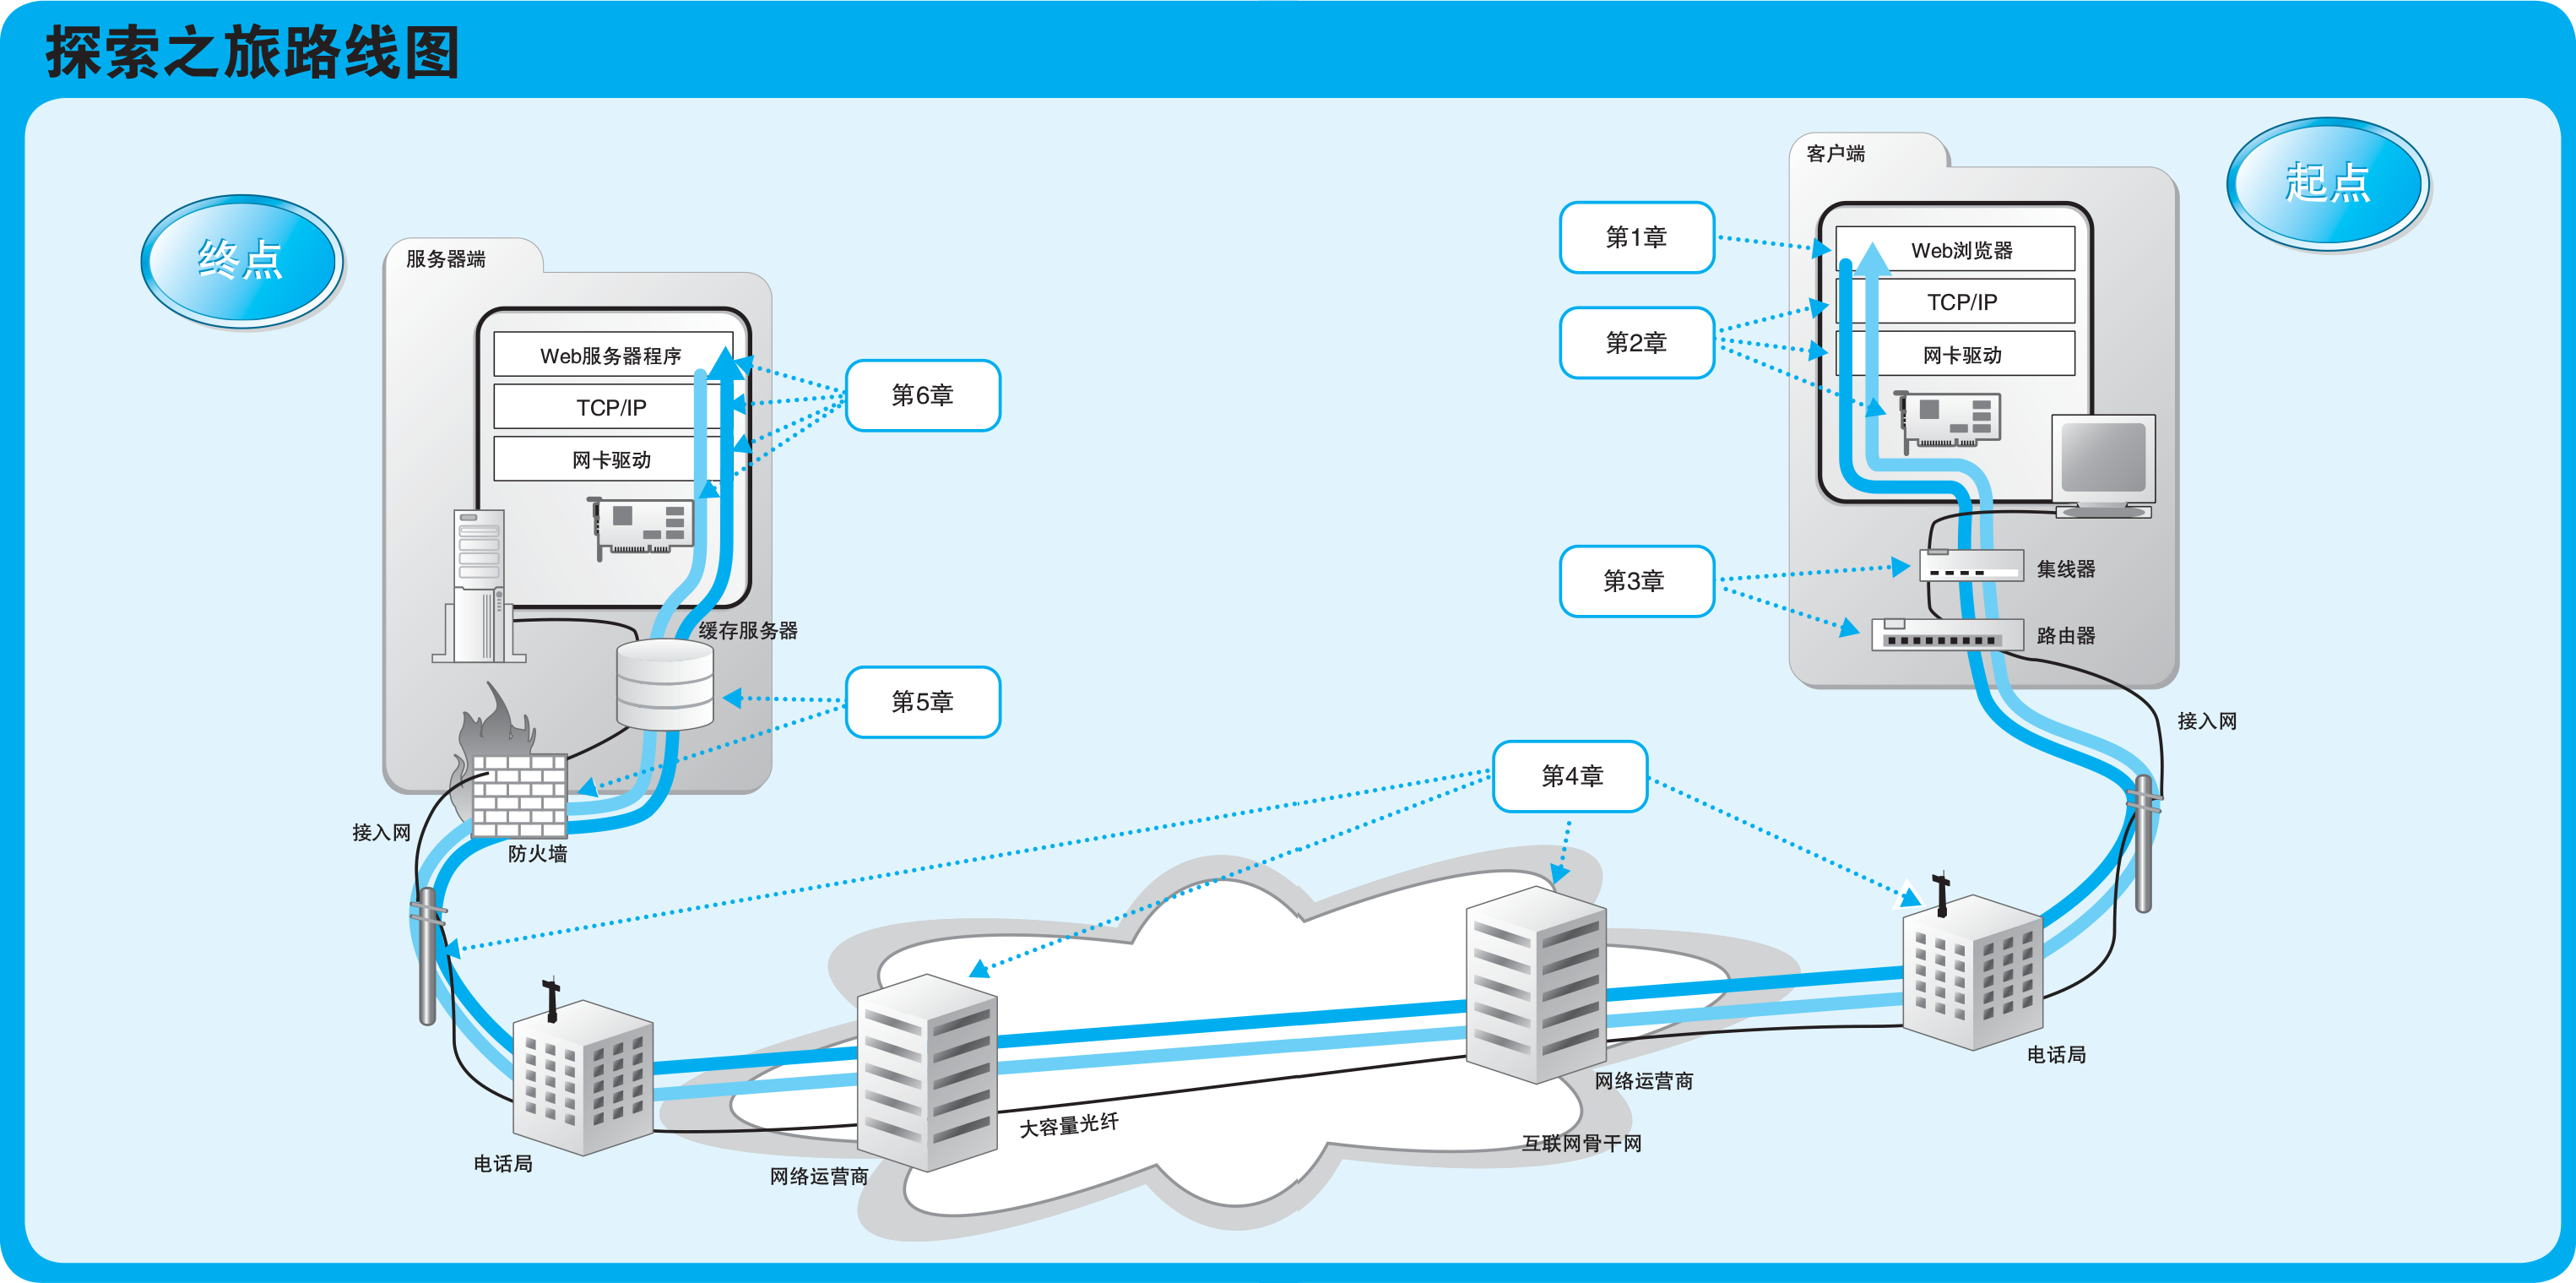 探索之旅路线图
起点
终点
客户端
Web浏览器
TCP/IP
网卡驱动
集线器
路由器
第1章
第2章
第3章
接入网
服务器端
Web服务器程序
TCP/IP
网卡驱动
第6章
缓存服务器
第5章
第4章
接入网
防火墙
电话局
网络运营商
大容量光纤
网络运营商
互联网骨干网
电话局